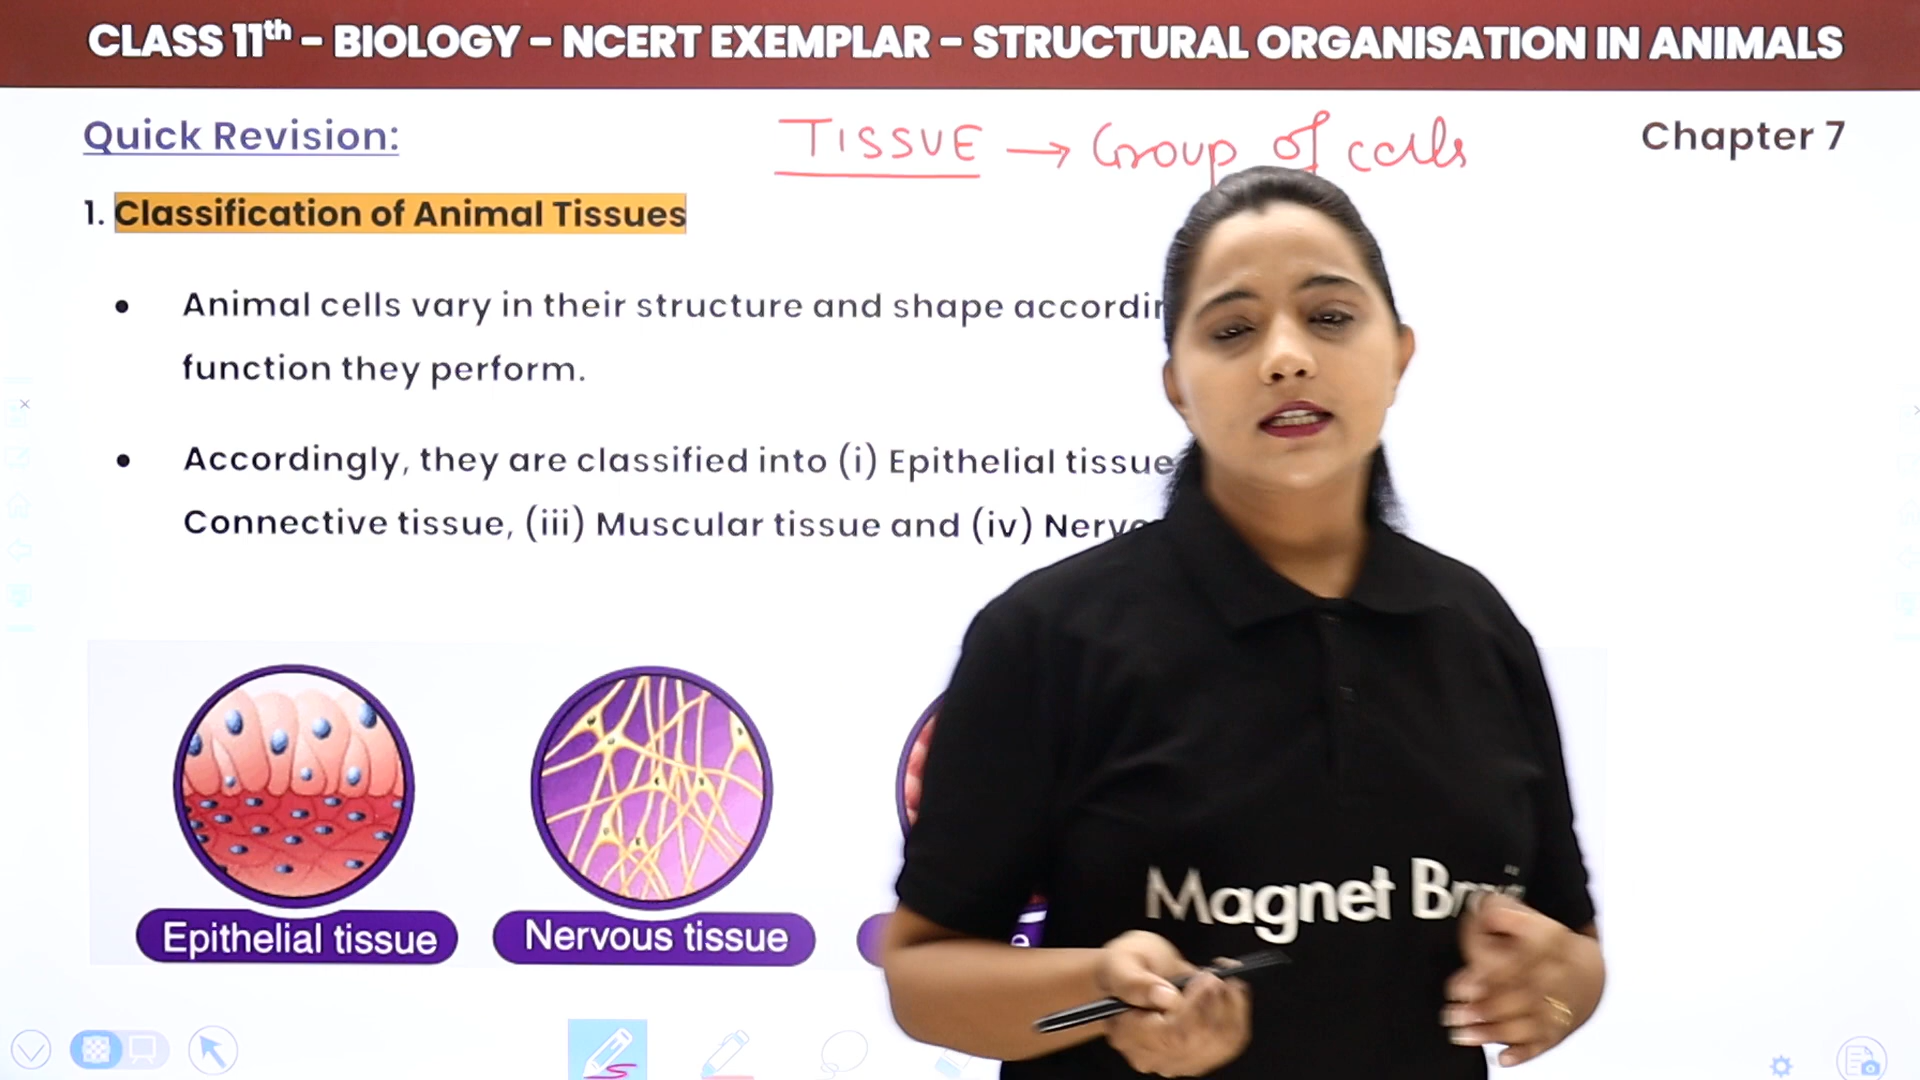 CLASS 11th - BIOLOGY - NCERT EXEMPLAR - STRUCTURAL ORGANISATION IN ANIMALS
Quick Revision:
TISSUE → Group of cells
Chapter 7
1. Classification of Animal Tissues
• Animal cells vary in their structure and shape
function they perform.
• Accordingly, they are classified into (i) Epithelial tissue
Connective tissue, (iii) Muscular tissue and (iv)
Magnet
Epithelial tissue
Nervous tissue